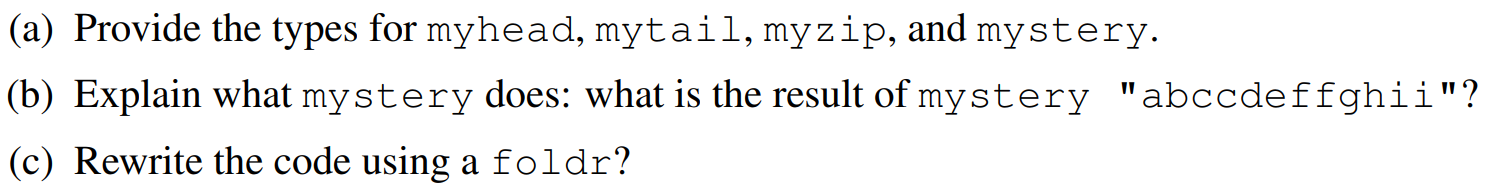 (a) Provide the types for myhead, mytail, myzip, and mystery.
(b) Explain what mystery does: what is the result of mystery "abccdeffghii"?
(c) Rewrite the code using a foldr?